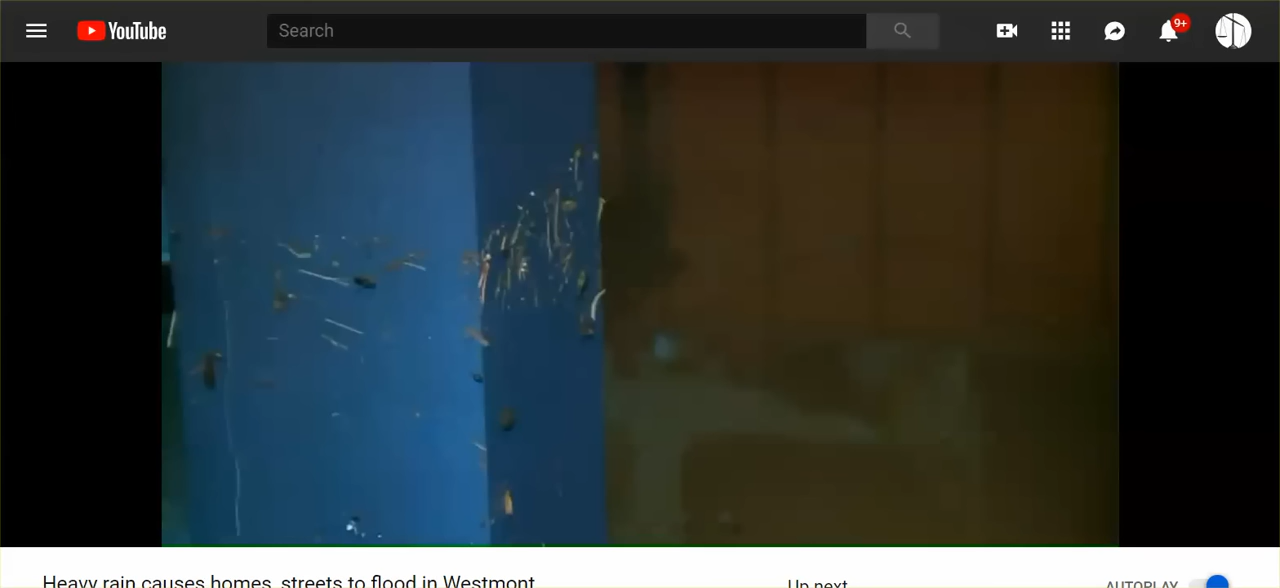 YouTube
Search
9+
Heavy rain causes homes, streets to flood in Westmont
Up next
AUTOPLAY